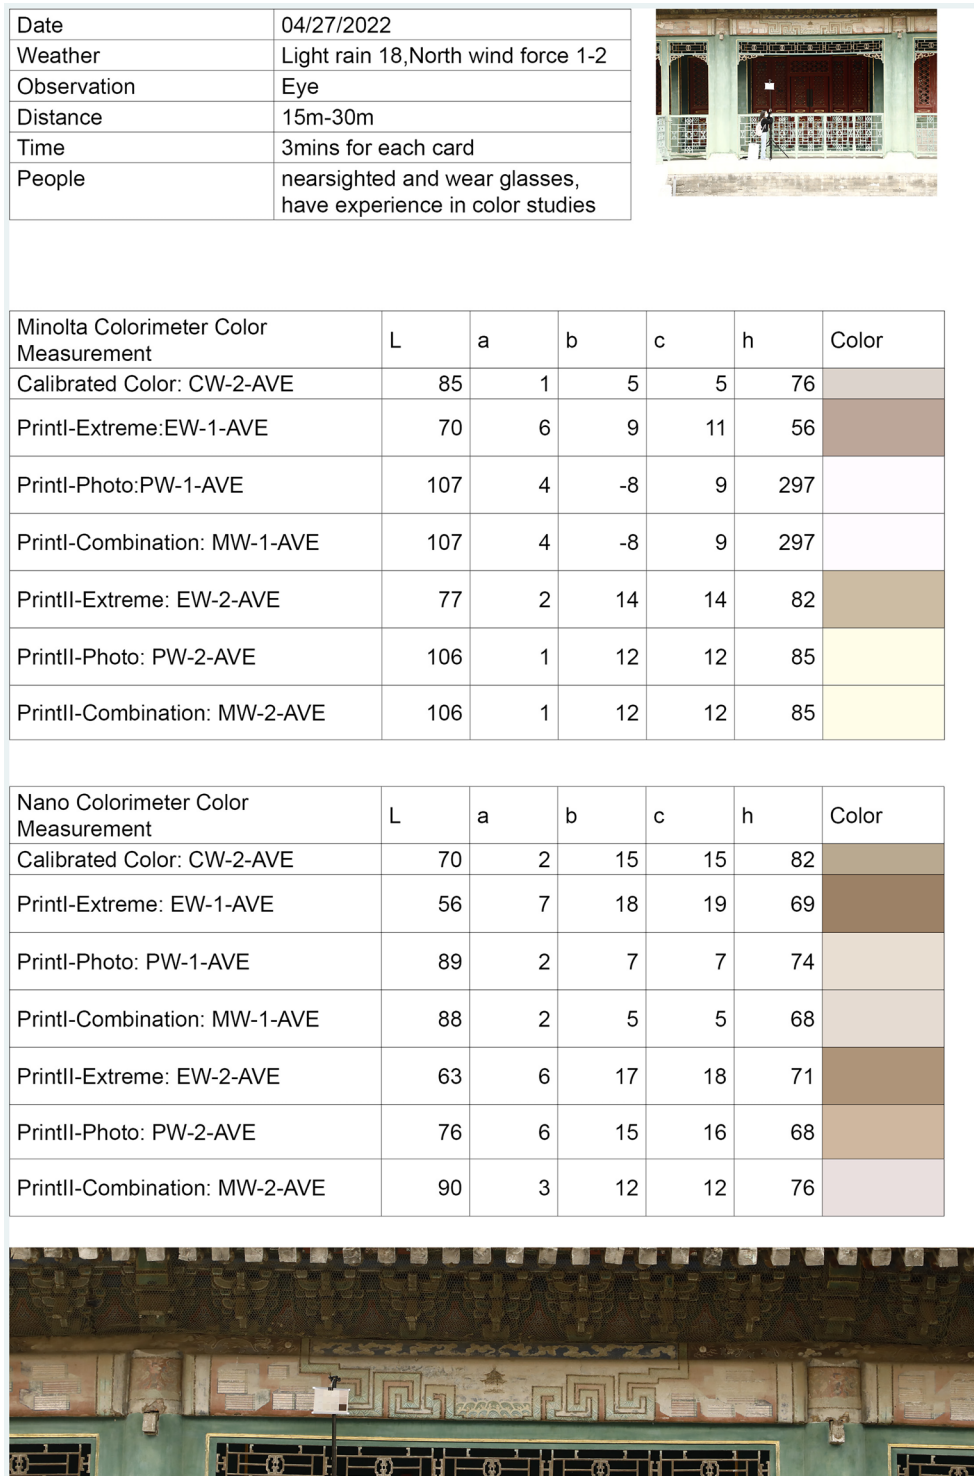 Date 04/27/2022
Weather Light rain 18,North wind force 1-2
Observation Eye
Distance 15m-30m
Time 3mins for each card
People nearsighted and wear glasses,
have experience in color studies
Minolta Colorimeter Color
Measurement L a b c h Color
Calibrated Color: CW-2-AVE 85 1 5 5 76
PrintI-Extreme:EW-1-AVE 70 6 9 11 56
PrintI-Photo:PW-1-AVE 107 4 -8 9 297
PrintI-Combination: MW-1-AVE 107 4 -8 9 297
PrintII-Extreme: EW-2-AVE 77 2 14 14 82
PrintII-Photo: PW-2-AVE 106 1 12 12 85
PrintII-Combination: MW-2-AVE 106 1 12 12 85
Nano Colorimeter Color
Measurement L a b c h Color
Calibrated Color: CW-2-AVE 70 2 15 15 82
PrintI-Extreme: EW-1-AVE 56 7 18 19 69
PrintI-Photo: PW-1-AVE 89 2 7 7 74
PrintI-Combination: MW-1-AVE 88 2 5 5 68
PrintII-Extreme: EW-2-AVE 63 6 17 18 71
PrintII-Photo: PW-2-AVE 76 6 15 16 68
PrintII-Combination: MW-2-AVE 90 3 12 12 76